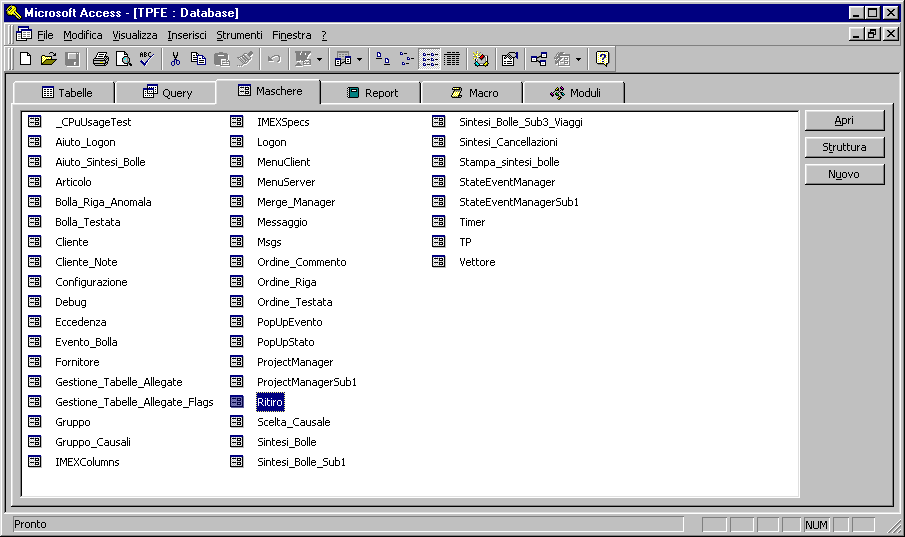 Microsoft Access - [TPFE : Database]
File Modifica Visualizza Inserisci Strumenti Finestra ?
Tabelle Query Maschere Report Macro Moduli
_CPuUsageTest
Aiuto_Logon
Aiuto_Sintesi_Bolle
Articolo
Bolla_Riga_Anomala
Bolla_Testata
Cliente
Cliente_Note
Configurazione
Debug
Eccedenza
Evento_Bolla
Fornitore
Gestione_Tabelle_Allegate
Gestione_Tabelle_Allegate_Flags
Gruppo
Gruppo_Causali
IMEXColumns
IMEXSpecs
Logon
MenuClient
MenuServer
Merge_Manager
Messaggio
Msgs
Ordine_Commento
Ordine_Riga
Ordine_Testata
PopUpEvento
PopUpStato
ProjectManager
ProjectManagerSub1
Ritiro
Scelta_Causale
Sintesi_Bolle
Sintesi_Bolle_Sub1
Sintesi_Bolle_Sub3_Viaggi
Sintesi_Cancellazioni
Stampa_sintesi_bolle
StateEventManager
StateEventManagerSub1
Timer
TP
Vettore
Apri
Struttura
Nuovo
Pronto
NUM